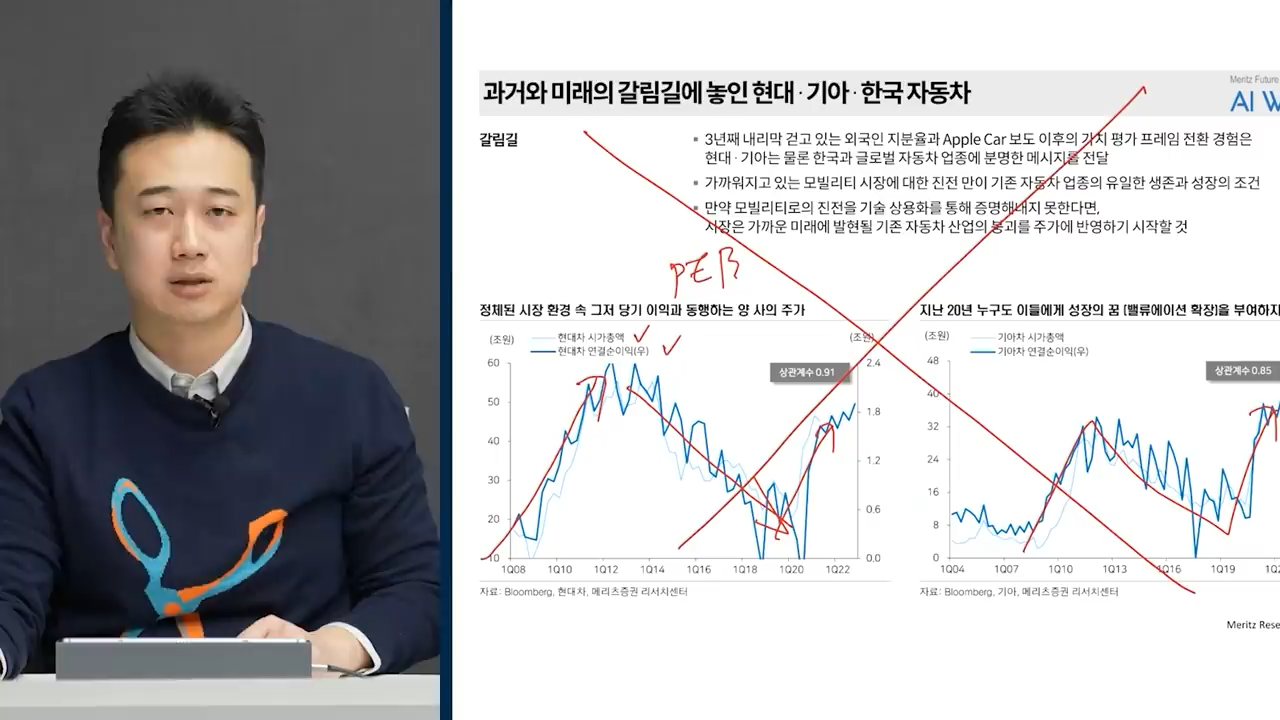 과거와 미래의 갈림길에 놓인 현대 · 기아 · 한국 자동차
Meritz Future
AI W
갈림길
▪ 3년째 내리막 걷고 있는 외국인 지분율과 Apple Car 보도 이후의 가치 평가 프레임 전환 경험은
현대 · 기아는 물론 한국과 글로벌 자동차 업종에 분명한 메시지를 전달
▪ 가까워지고 있는 모빌리티 시장에 대한 진전 만이 기존 자동차 업종의 유일한 생존과 성장의 조건
▪ 만약 모빌리티로의 진전을 기술 상용화를 통해 증명해내지 못한다면,
시장은 가까운 미래에 발현될 기존 자동차 산업의 붕괴를 주가에 반영하기 시작할 것
정체된 시장 환경 속 그저 당기 이익과 동행하는 양 사의 주가
(조원)
현대차 시가총액
현대차 연결순이익(우)
(조원)
상관계수 0.91
60
50
40
30
20
10
2.4
1.8
1.2
0.6
0.0
1Q08 1Q10 1Q12 1Q14 1Q16 1Q18 1Q20 1Q22
자료: Bloomberg, 현대차, 메리츠증권 리서치센터
지난 20년 누구도 이들에게 성장의 꿈 (밸류에이션 확장)을 부여하지
(조원)
기아차 시가총액
기아차 연결순이익(우)
상관계수 0.85
48
40
32
24
16
8
0
1Q04 1Q07 1Q10 1Q13 1Q16 1Q19 1Q2
자료: Bloomberg, 기아, 메리츠증권 리서치센터
Meritz Rese